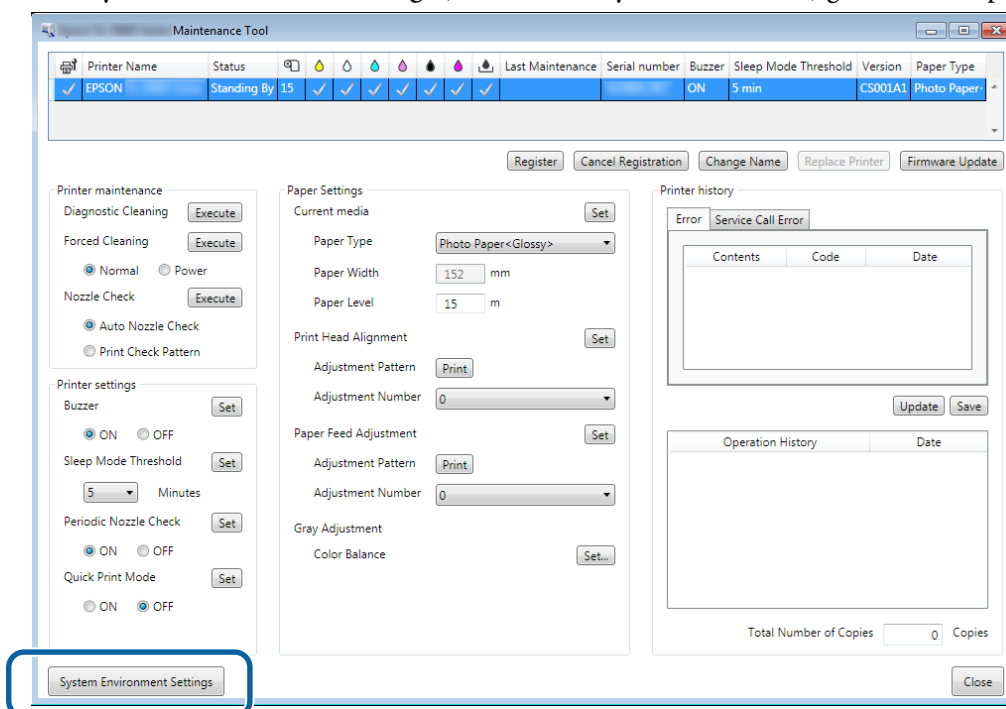 Maintenance Tool
Printer Name Status Last Maintenance Serial number Buzzer Sleep Mode Threshold Version Paper Type
EPSON Standing By 15 ON 5 min CS001A1 Photo Paper
Register Cancel Registration Change Name Replace Printer Firmware Update
Printer maintenance
Diagnostic Cleaning Execute
Forced Cleaning Execute
Normal Power
Nozzle Check Execute
Auto Nozzle Check
Print Check Pattern
Printer settings
Buzzer Set
ON OFF
Sleep Mode Threshold Set
5 Minutes
Periodic Nozzle Check Set
ON OFF
Quick Print Mode Set
ON OFF
Paper Settings
Current media Set
Paper Type Photo Paper<Glossy>
Paper Width 152 mm
Paper Level 15 m
Print Head Alignment Set
Adjustment Pattern Print
Adjustment Number 0
Paper Feed Adjustment Set
Adjustment Pattern Print
Adjustment Number 0
Gray Adjustment
Color Balance Set...
Printer history
Error Service Call Error
Contents Code Date
Update Save
Operation History Date
Total Number of Copies 0 Copies
System Environment Settings
Close